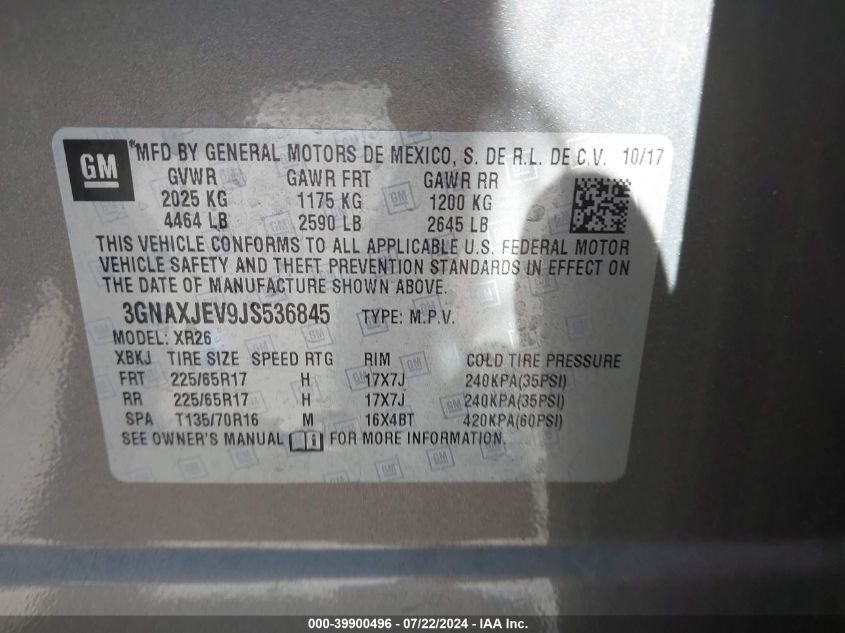 GM *MFD BY GENERAL MOTORS DE MEXICO, S. DE R.L. DE C.V. 10/17
GVWR GAWR FRT GAWR RR
2025 KG 1175 KG 1200 KG
4464 LB 2590 LB 2645 LB
THIS VEHICLE CONFORMS TO ALL APPLICABLE U.S. FEDERAL MOTOR
VEHICLE SAFETY AND THEFT PREVENTION STANDARDS IN EFFECT ON
THE DATE OF MANUFACTURE SHOWN ABOVE.
3GNAXJEV9JS536845 TYPE: M.P.V.
MODEL: XR26
XBKJ TIRE SIZE SPEED RTG RIM COLD TIRE PRESSURE
FRT 225/65R17 H 17X7J 240KPA(35PSI)
RR 225/65R17 H 17X7J 240KPA(35PSI)
SPA T135/70R16 M 16X4BT 420KPA(60PSI)
SEE OWNER'S MANUAL FOR MORE INFORMATION.
000-39900496 - 07/22/2024 - IAA Inc.